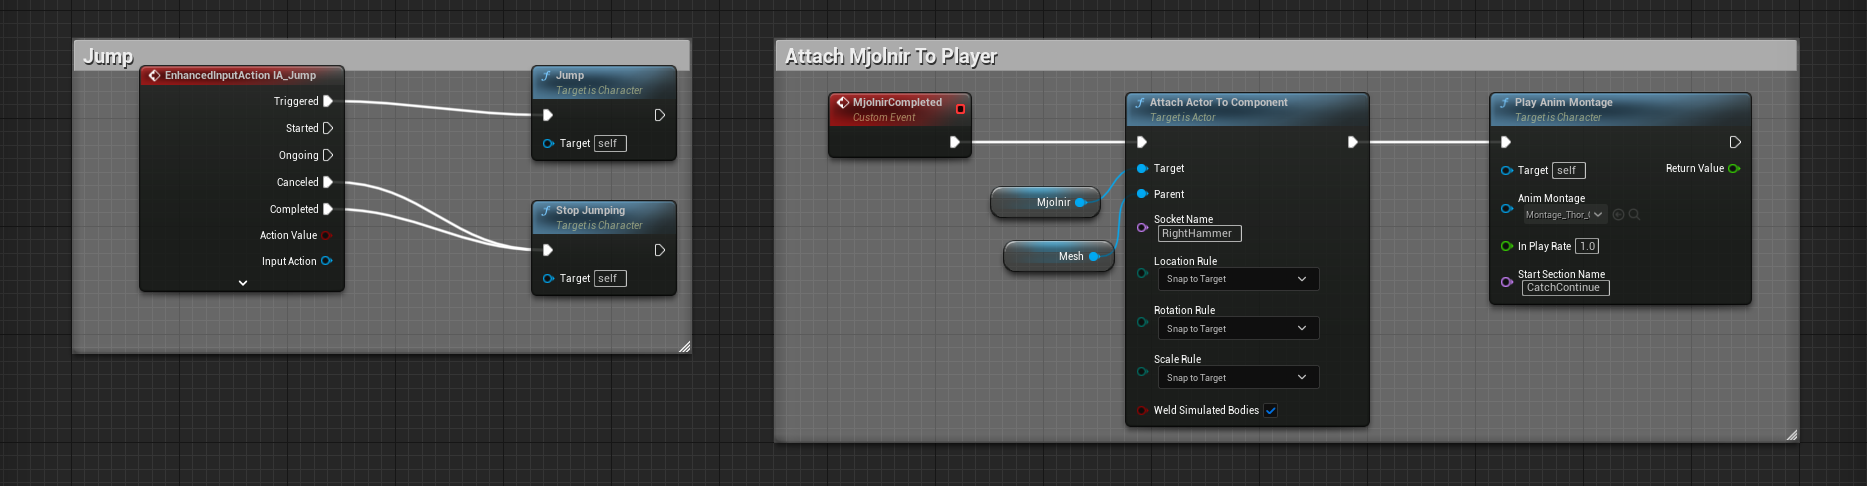 Jump
EnhancedInputAction IA_Jump
Triggered
Started
Ongoing
Canceled
Completed
Action Value
Input Action
Jump
Target is Character
Target self
Stop Jumping
Target is Character
Target self
Attach Mjolnir To Player
MjolnirCompleted
Custom Event
Mjolnir
Mesh
Attach Actor To Component
Target is Actor
Target
Parent
Socket Name
RightHammer
Location Rule
Snap to Target
Rotation Rule
Snap to Target
Scale Rule
Snap to Target
Weld Simulated Bodies
Play Anim Montage
Target is Character
Target self
Return Value
Anim Montage
Montage_Thor_(
In Play Rate 1.0
Start Section Name
CatchContinue